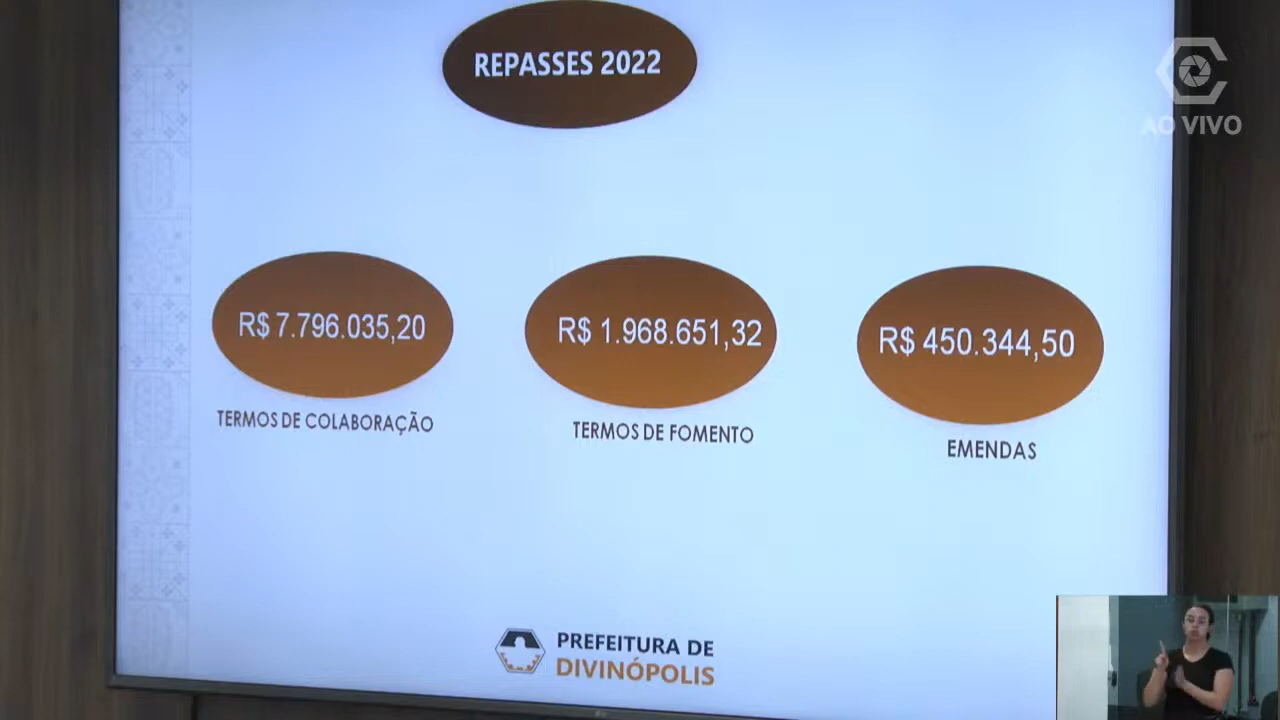 REPASSES 2022
AO VIVO
R$ 7.796.035,20
R$ 1.968.651,32
R$ 450.344,50
TERMOS DE COLABORAÇÃO
TERMOS DE FOMENTO
EMENDAS
PREFEITURA DE
DIVINÓPOLIS